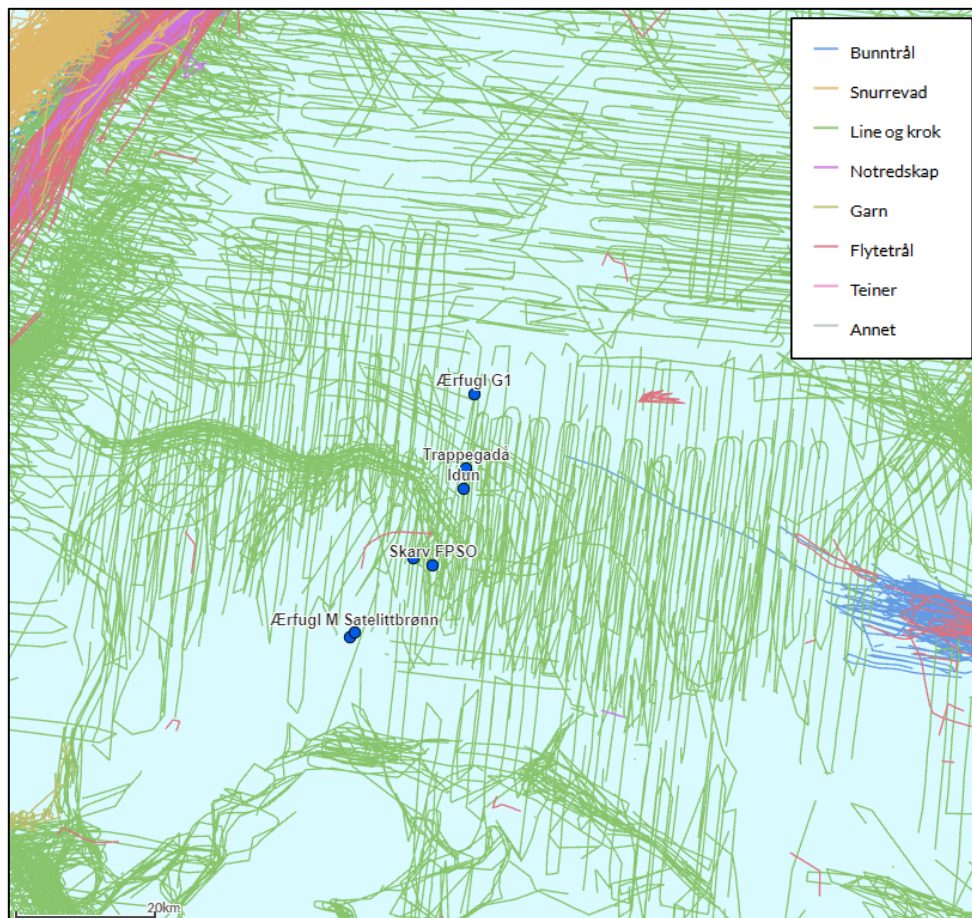 Bunntrål
Snurrevad
Line og krok
Notredskap
Garn
Flytetrål
Teiner
Annet
Ærfugl G1
Trappegadå
Idun
Skarv FPSO
Ærfugl M Satelittbrønn
20km